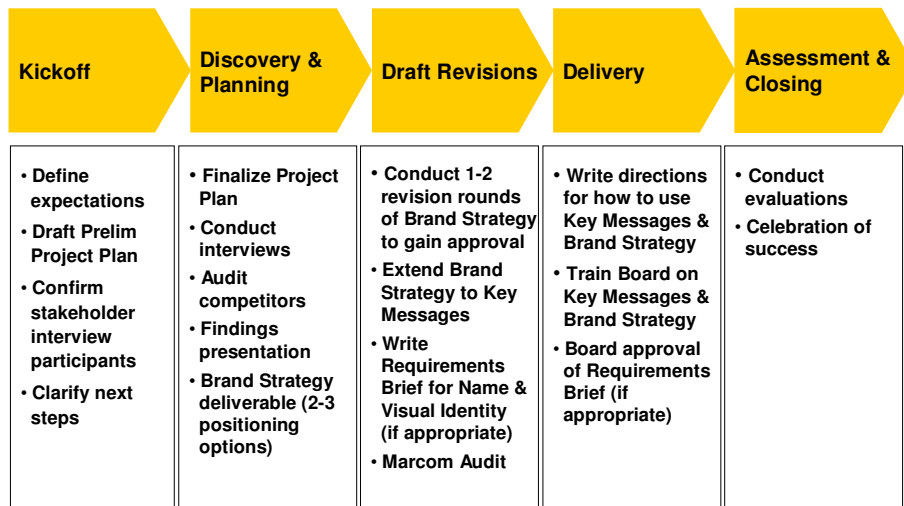 Kickoff
Discovery &
Planning
Draft Revisions
Delivery
Assessment &
Closing
• Define
expectations
• Draft Prelim
Project Plan
• Confirm
stakeholder
interview
participants
• Clarify next
steps
• Finalize Project
Plan
• Conduct
interviews
• Audit
competitors
• Findings
presentation
• Brand Strategy
deliverable (2-3
positioning
options)
• Conduct 1-2
revision rounds
of Brand Strategy
to gain approval
• Extend Brand
Strategy to Key
Messages
• Write
Requirements
Brief for Name &
Visual Identity
(if appropriate)
• Marcom Audit
• Write directions
for how to use
Key Messages &
Brand Strategy
• Train Board on
Key Messages &
Brand Strategy
• Board approval
of Requirements
Brief (if
appropriate)
• Conduct
evaluations
• Celebration of
success